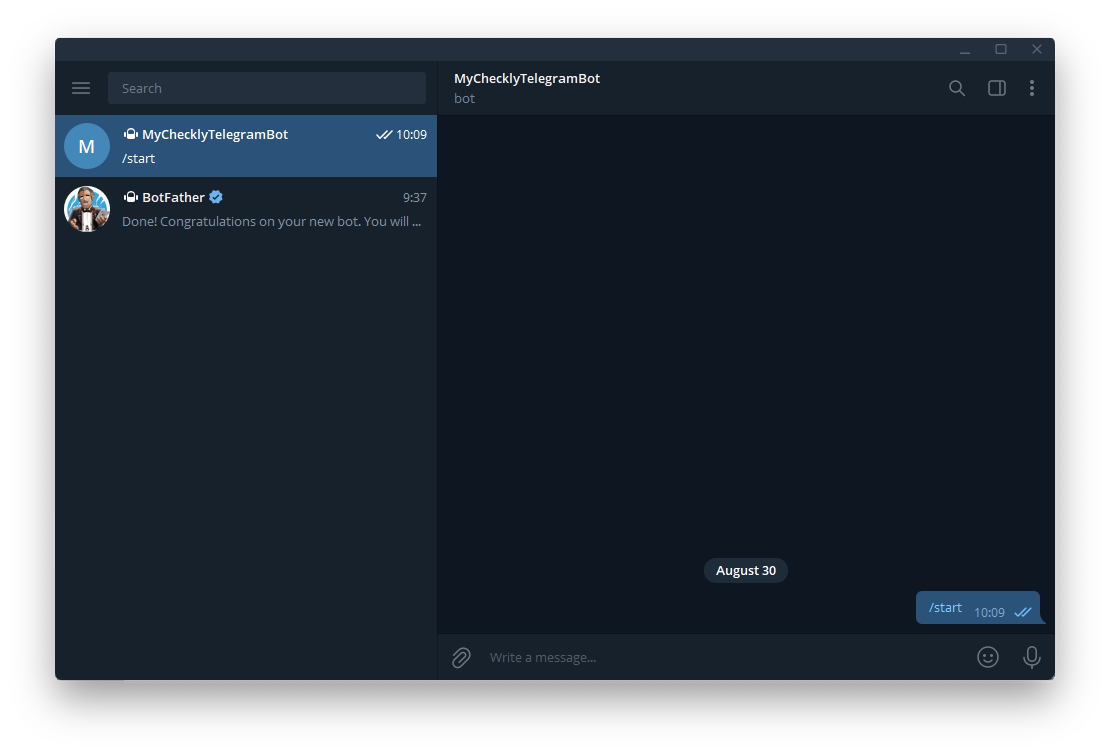 Search
MyChecklyTelegramBot
bot
M
MyChecklyTelegramBot 10:09
/start
BotFather 9:37
Done! Congratulations on your new bot. You will ...
August 30
/start 10:09
Write a message...